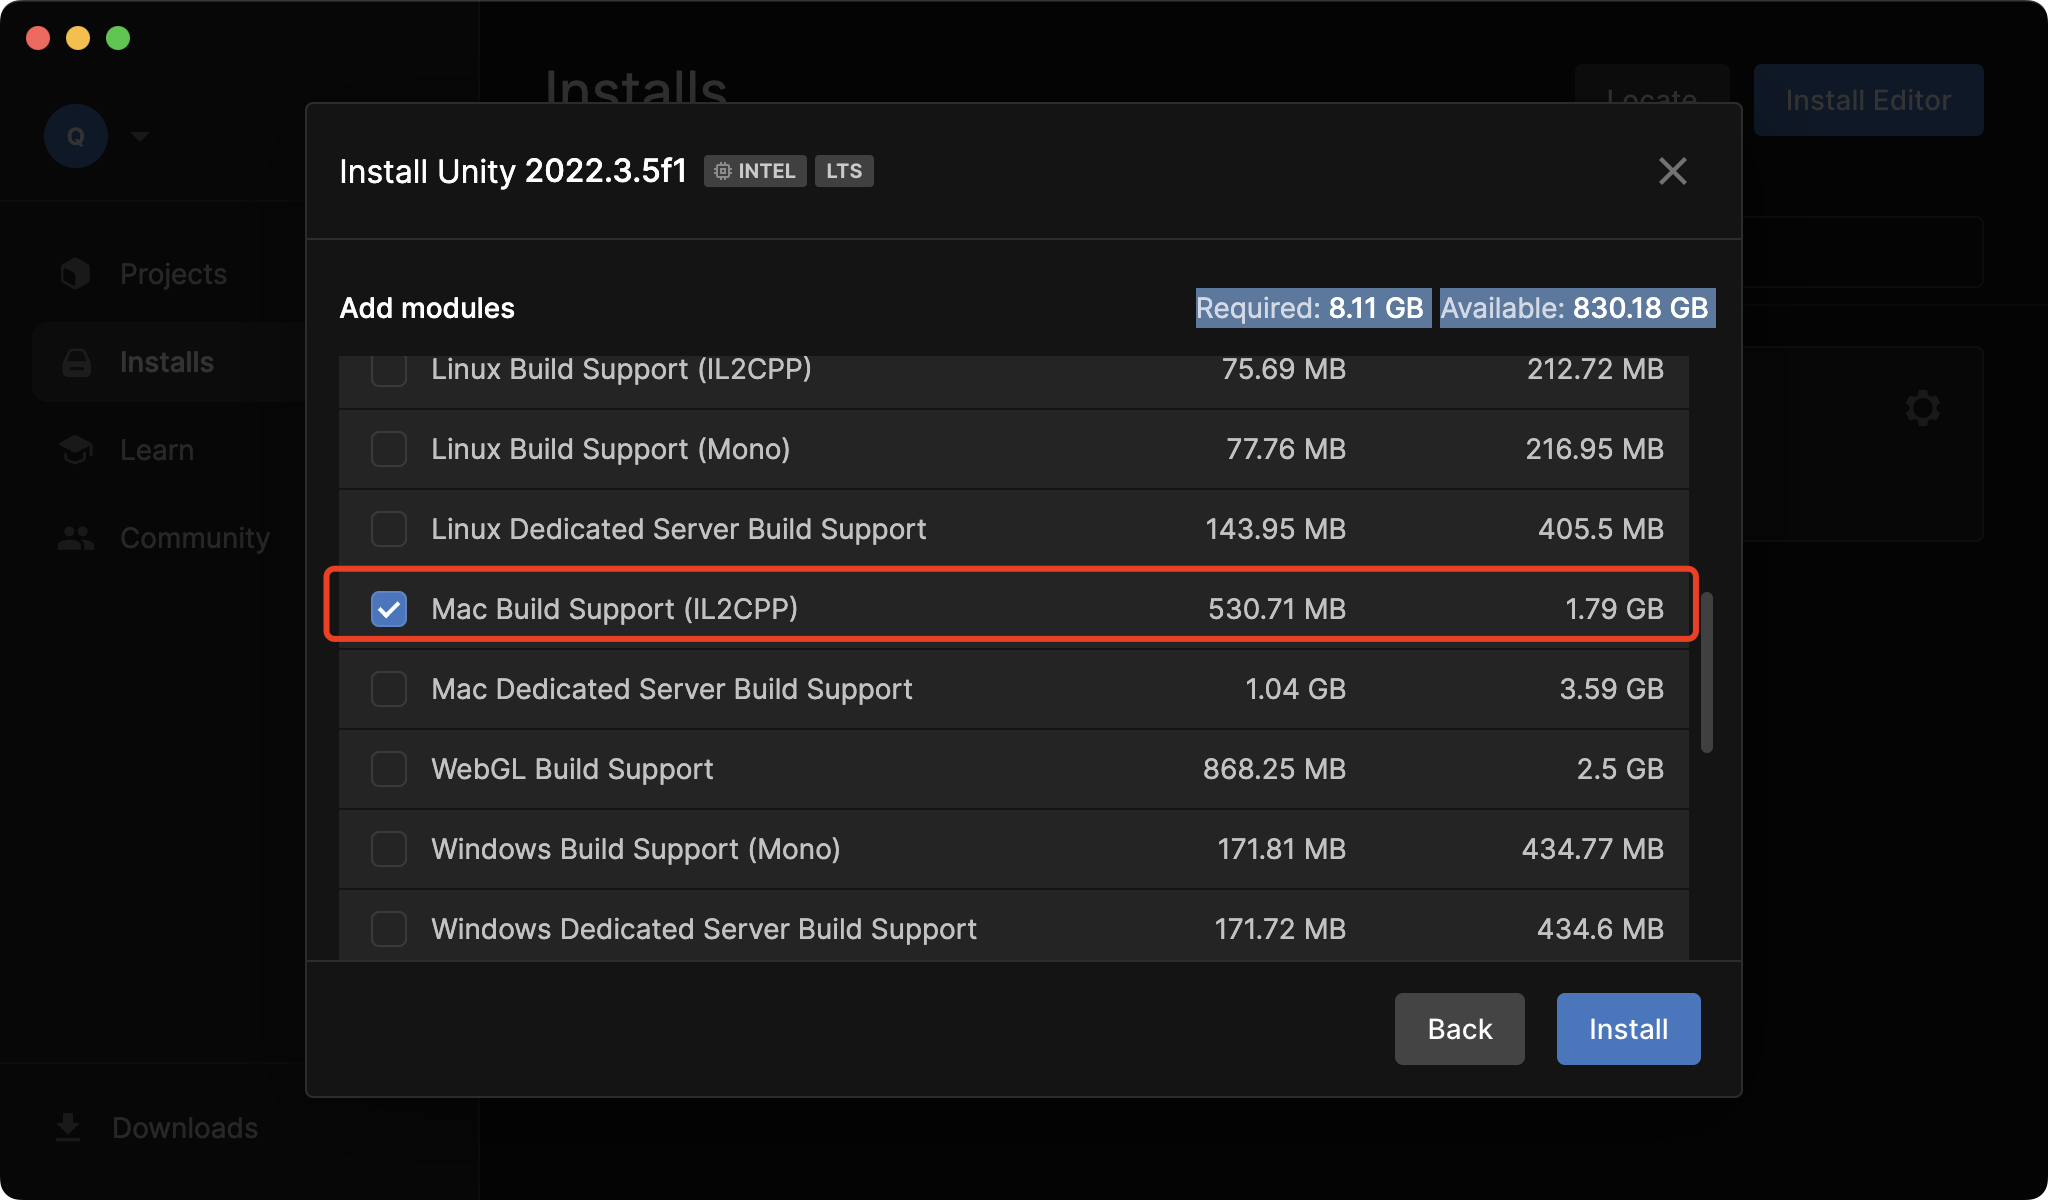 Installs
Locate
Install Editor
Q
Install Unity 2022.3.5f1 INTEL LTS
Projects
Installs
Learn
Community
Downloads
Add modules
Required: 8.11 GB Available: 830.18 GB
Linux Build Support (IL2CPP) 75.69 MB 212.72 MB
Linux Build Support (Mono) 77.76 MB 216.95 MB
Linux Dedicated Server Build Support 143.95 MB 405.5 MB
Mac Build Support (IL2CPP) 530.71 MB 1.79 GB
Mac Dedicated Server Build Support 1.04 GB 3.59 GB
WebGL Build Support 868.25 MB 2.5 GB
Windows Build Support (Mono) 171.81 MB 434.77 MB
Windows Dedicated Server Build Support 171.72 MB 434.6 MB
Back
Install